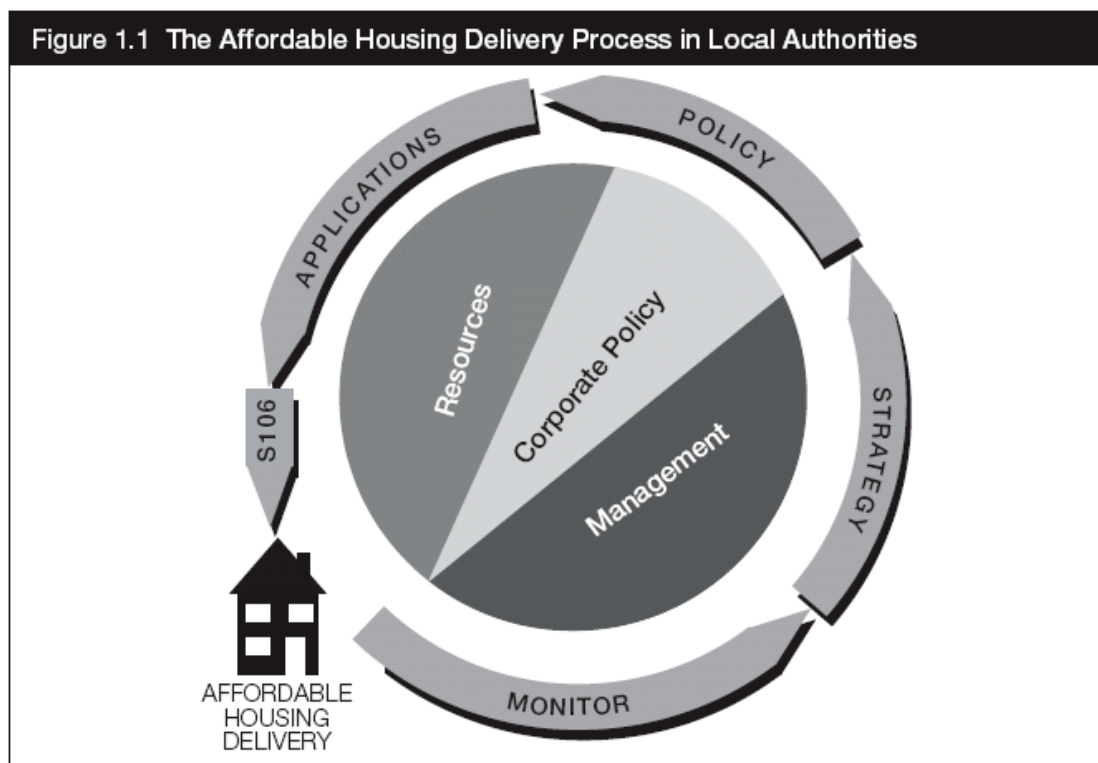 Figure 1.1 The Affordable Housing Delivery Process in Local Authorities
POLICY
APPLICATIONS
Resources
Corporate Policy
Management
STRATEGY
S106
MONITOR
AFFORDABLE
HOUSING
DELIVERY